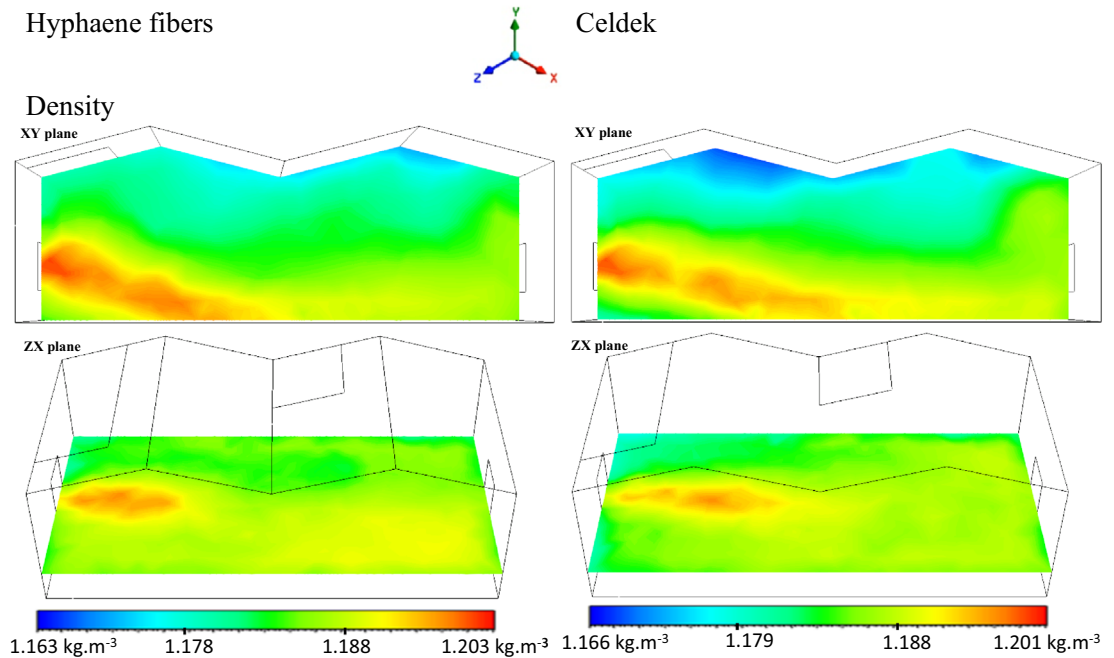 Hyphaene fibers
Celdek
Y
Z
X
Density
XY plane
XY plane
ZX plane
ZX plane
1.163 kg.m⁻³ 1.178 1.188 1.203 kg.m⁻³
1.166 kg.m⁻³ 1.179 1.188 1.201 kg.m⁻³